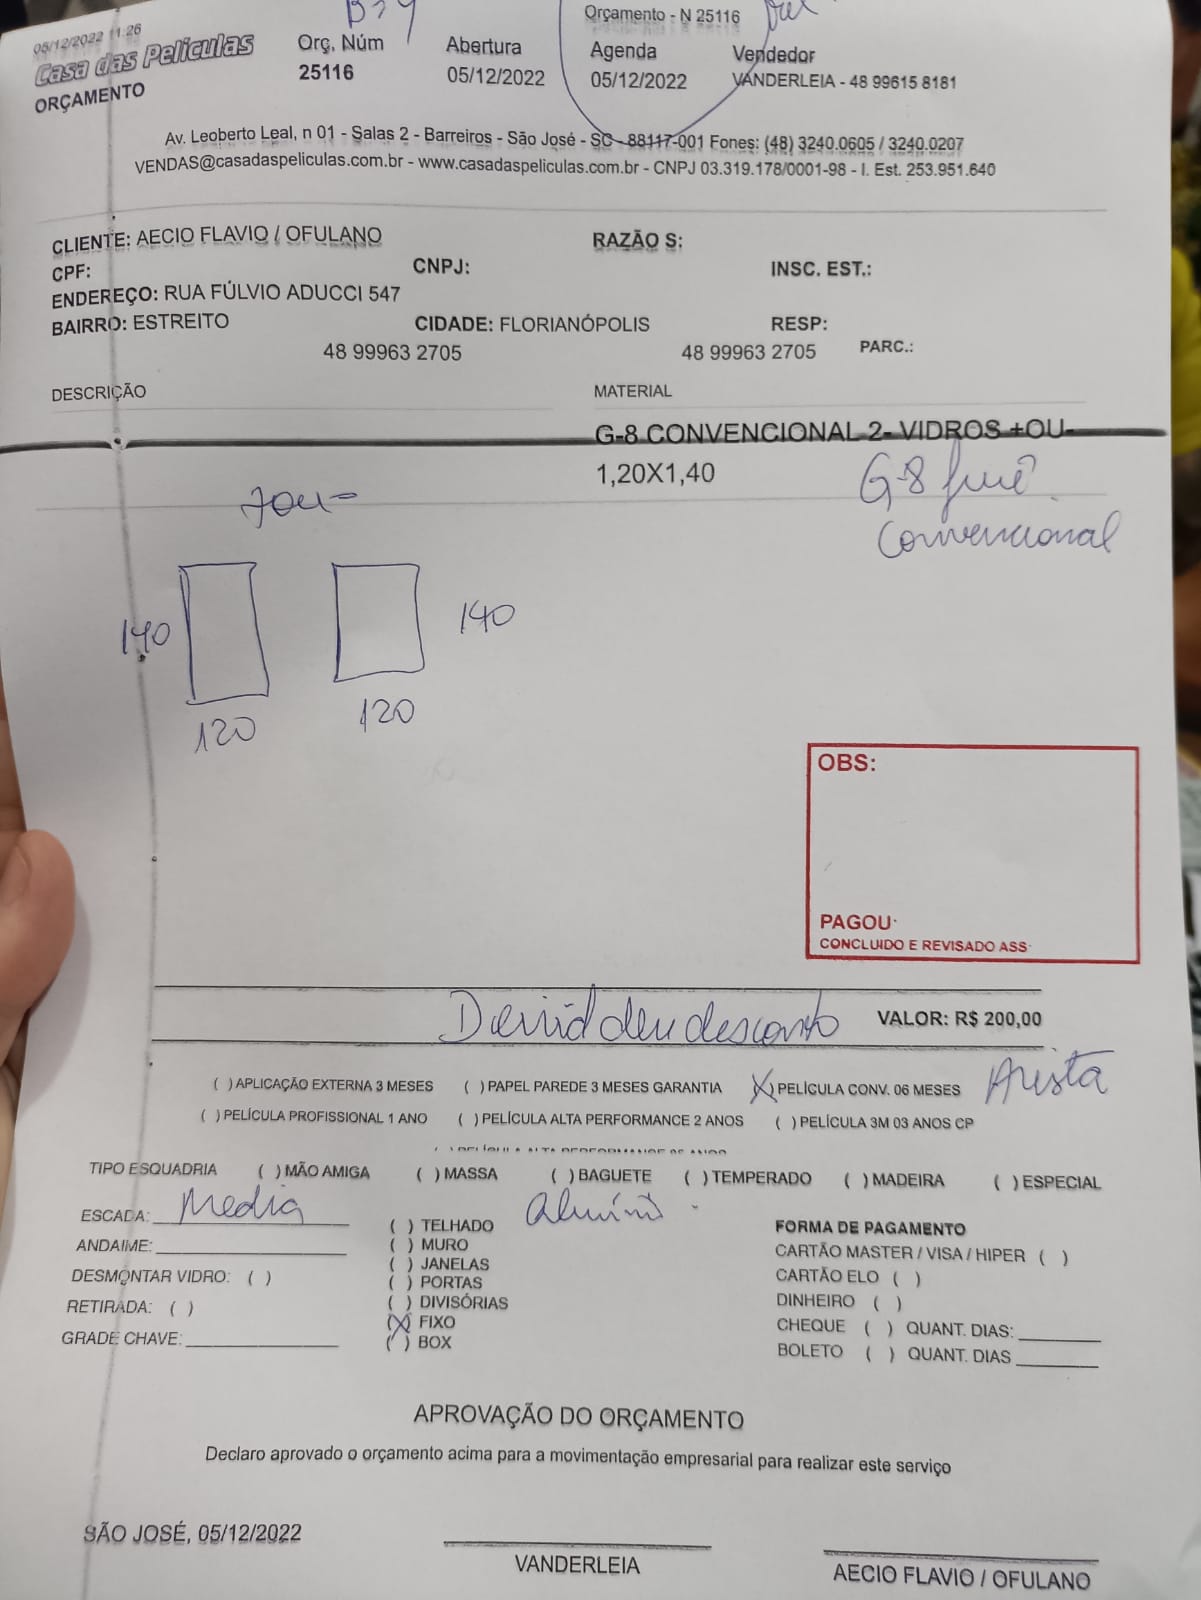 05/12/2022 11:26
Orçamento - N 25116
Casa das Películas
ORÇAMENTO
Orç, Núm
25116
Abertura
05/12/2022
Agenda
05/12/2022
Vendedor
VANDERLEIA - 48 99615 8181
Av. Leoberto Leal, n 01 - Salas 2 - Barreiros - São José - SC - 88117-001 Fones: (48) 3240.0605 / 3240.0207
VENDAS@casadaspeliculas.com.br - www.casadaspeliculas.com.br - CNPJ 03.319.178/0001-98 - I. Est. 253.951.640
CLIENTE: AECIO FLAVIO / OFULANO RAZÃO S:
CPF: CNPJ: INSC. EST.:
ENDEREÇO: RUA FÚLVIO ADUCCI 547
BAIRRO: ESTREITO CIDADE: FLORIANÓPOLIS RESP:
48 99963 2705 48 99963 2705 PARC.:
DESCRIÇÃO MATERIAL
G-8 CONVENCIONAL 2- VIDROS +OU-
1,20X1,40
G-8 fumê
Convencional
+ou-
140 140
120 120
OBS:
PAGOU:
CONCLUIDO E REVISADO ASS:
Deivid deu desconto VALOR: R$ 200,00
( ) APLICAÇÃO EXTERNA 3 MESES ( ) PAPEL PAREDE 3 MESES GARANTIA (X) PELÍCULA CONV. 06 MESES Avista
( ) PELÍCULA PROFISSIONAL 1 ANO ( ) PELÍCULA ALTA PERFORMANCE 2 ANOS ( ) PELÍCULA 3M 03 ANOS CP
TIPO ESQUADRIA ( ) MÃO AMIGA ( ) MASSA ( ) BAGUETE ( ) TEMPERADO ( ) MADEIRA ( ) ESPECIAL
ESCADA: Media
ANDAIME:
DESMONTAR VIDRO: ( )
RETIRADA: ( )
GRADE CHAVE:
( ) TELHADO
( ) MURO
( ) JANELAS
( ) PORTAS
( ) DIVISÓRIAS
(X) FIXO
( ) BOX
FORMA DE PAGAMENTO
CARTÃO MASTER / VISA / HIPER ( )
CARTÃO ELO ( )
DINHEIRO ( )
CHEQUE ( ) QUANT. DIAS:
BOLETO ( ) QUANT. DIAS
APROVAÇÃO DO ORÇAMENTO
Declaro aprovado o orçamento acima para a movimentação empresarial para realizar este serviço
SÃO JOSÉ, 05/12/2022
VANDERLEIA
AECIO FLAVIO / OFULANO